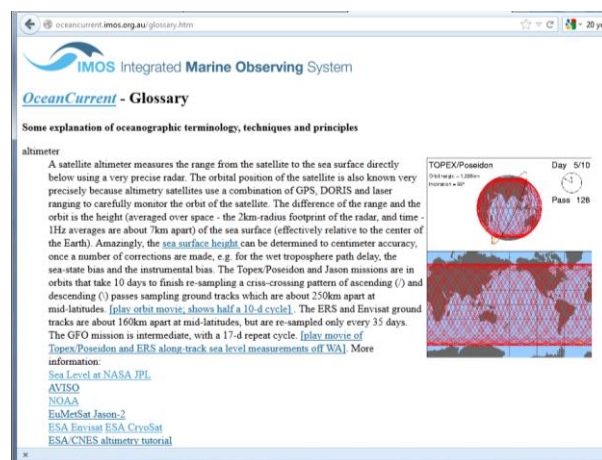 oceancurrent.imos.org.au/glossary.htm
20 ye
IMOS Integrated Marine Observing System
OceanCurrent - Glossary
Some explanation of oceanographic terminology, techniques and principles
altimeter
A satellite altimeter measures the range from the satellite to the sea surface directly
below using a very precise radar. The orbital position of the satellite is also known very
precisely because altimetry satellites use a combination of GPS, DORIS and laser
ranging to carefully monitor the orbit of the satellite. The difference of the range and the
orbit is the height (averaged over space - the 2km-radius footprint of the radar, and time -
1Hz averages are about 7km apart) of the sea surface (effectively relative to the center of
the Earth). Amazingly, the sea surface height can be determined to centimeter accuracy,
once a number of corrections are made, e.g. for the wet troposphere path delay, the
sea-state bias and the instrumental bias. The Topex/Poseidon and Jason missions are in
orbits that take 10 days to finish re-sampling a criss-crossing pattern of ascending (/) and
descending (\) passes sampling ground tracks which are about 250km apart at
mid-latitudes. [play orbit movie; shows half a 10-d cycle] . The ERS and Envisat ground
tracks are about 160km apart at mid-latitudes, but are re-sampled only every 35 days.
The GFO mission is intermediate, with a 17-d repeat cycle. [play movie of
Topex/Poseidon and ERS along-track sea level measurements off WA]. More
information:
Sea Level at NASA JPL
AVISO
NOAA
EuMetSat Jason-2
ESA Envisat ESA CryoSat
ESA/CNES altimetry tutorial
TOPEX/Poseidon
Day 5/10
Pass 128